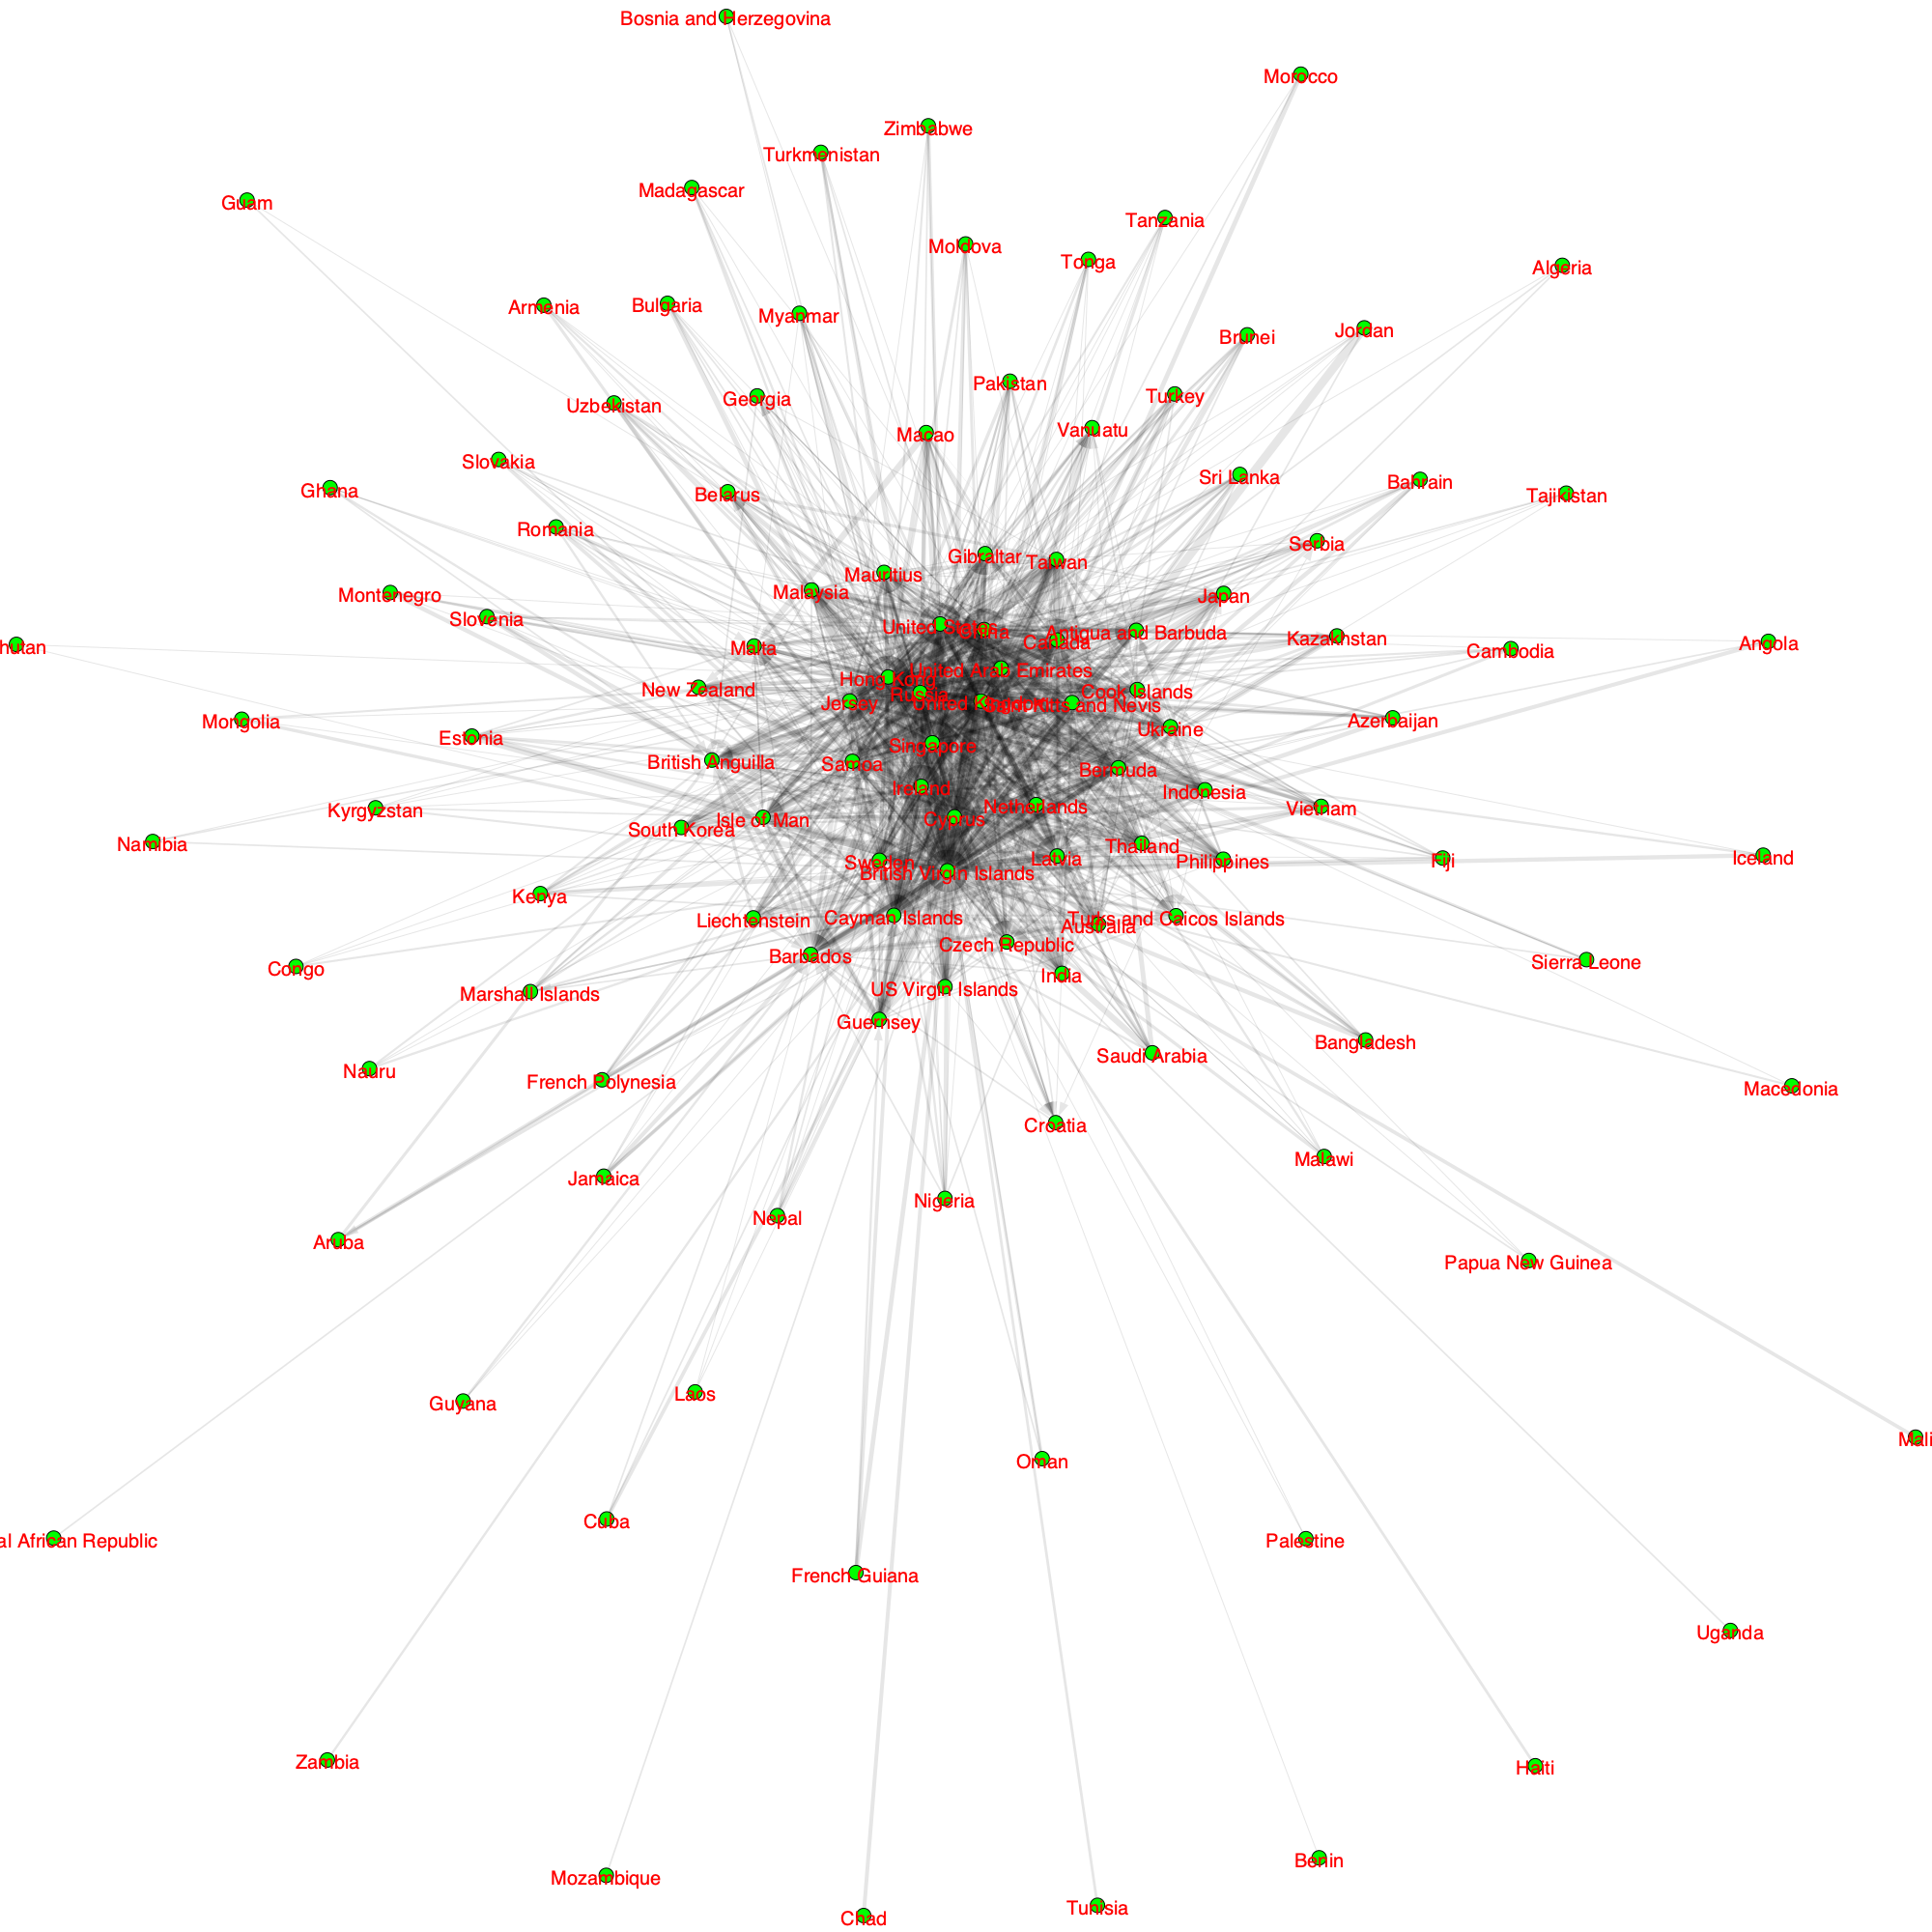 Bosnia and Herzegovina
Morocco
Zimbabwe
Turkmenistan
Madagascar
Guam
Tanzania
Moldova
Tonga
Algeria
Armenia
Bulgaria
Myanmar
Brunei
Jordan
Pakistan
Uzbekistan
Georgia
Turkey
Macao
Vanuatu
Slovakia
Sri Lanka
Bahrain
Ghana
Belarus
Tajikistan
Romania
Serbia
Gibraltar
Taiwan
Mauritius
Malaysia
Montenegro
Japan
Slovenia
United States
China
Antigua and Barbuda
Kazakhstan
Canada
hutan
Malta
Cambodia
Angola
United Arab Emirates
Hong Kong
New Zealand
Russia
Cook Islands
Jersey
United Kingdom
Saint Kitts and Nevis
Mongolia
Azerbaijan
Ukraine
Estonia
Singapore
British Anguilla
Samoa
Bermuda
Ireland
Indonesia
Netherlands
Vietnam
Kyrgyzstan
Isle of Man
Cyprus
South Korea
Namibia
Thailand
Iceland
Latvia
Fiji
Sweden
Philippines
British Virgin Islands
Kenya
Liechtenstein
Cayman Islands
Turks and Caicos Islands
Australia
Czech Republic
Barbados
Sierra Leone
Congo
India
US Virgin Islands
Marshall Islands
Guernsey
Bangladesh
Saudi Arabia
Nauru
French Polynesia
Macedonia
Croatia
Malawi
Jamaica
Nigeria
Nepal
Aruba
Papua New Guinea
Laos
Guyana
Mali
Oman
Cuba
al African Republic
Palestine
French Guiana
Uganda
Zambia
Haiti
Benin
Mozambique
Tunisia
Chad